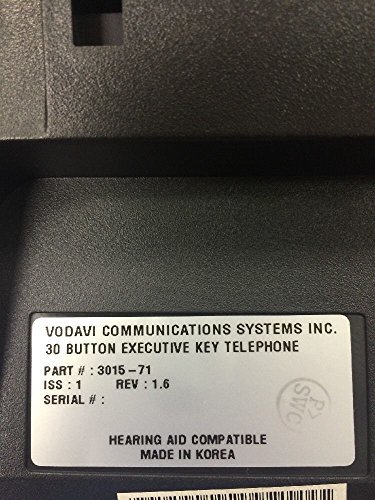 VODAVI COMMUNICATIONS SYSTEMS INC.
30 BUTTON EXECUTIVE KEY TELEPHONE
PART # : 3015-71
ISS : 1 REV : 1.6
SERIAL # :
HEARING AID COMPATIBLE
MADE IN KOREA
SWC